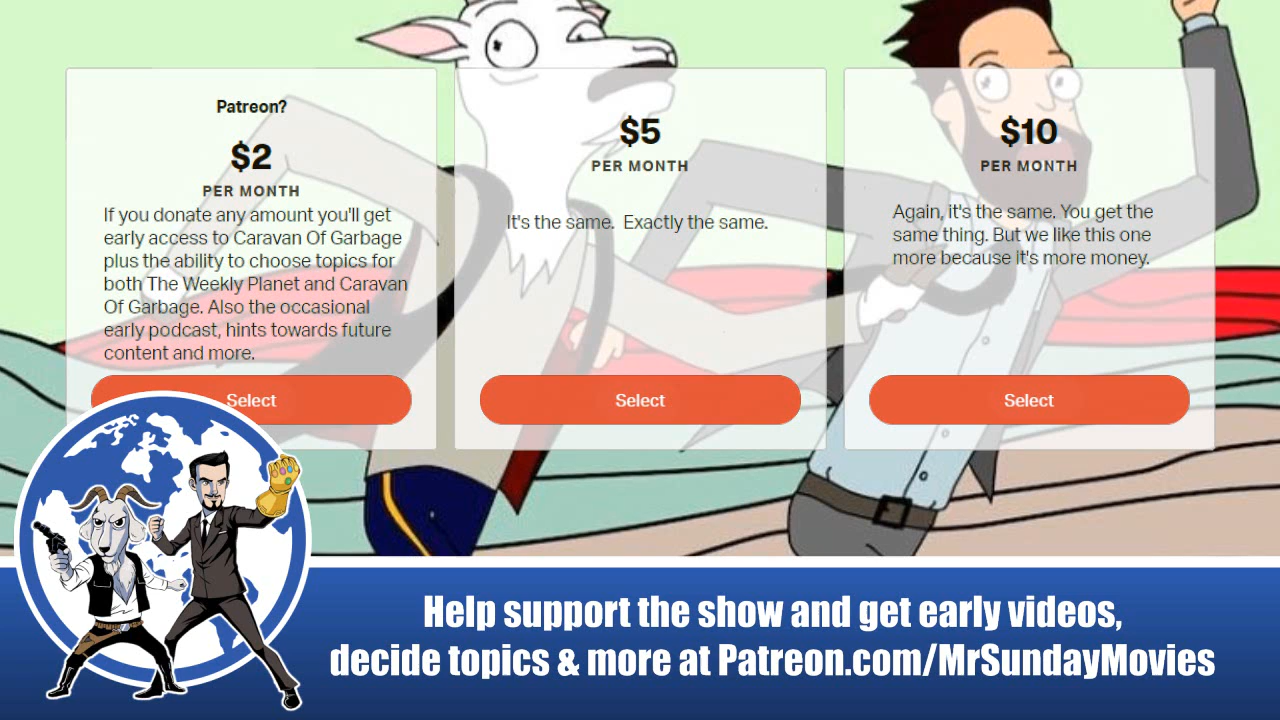 Patreon?
$2
PER MONTH
If you donate any amount you'll get
early access to Caravan Of Garbage
plus the ability to choose topics for
both The Weekly Planet and Caravan
Of Garbage. Also the occasional
early podcast, hints towards future
content and more.
Select
$5
PER MONTH
It's the same.  Exactly the same.
Select
$10
PER MONTH
Again, it's the same. You get the
same thing. But we like this one
more because it's more money.
Select
Help support the show and get early videos,
decide topics & more at Patreon.com/MrSundayMovies